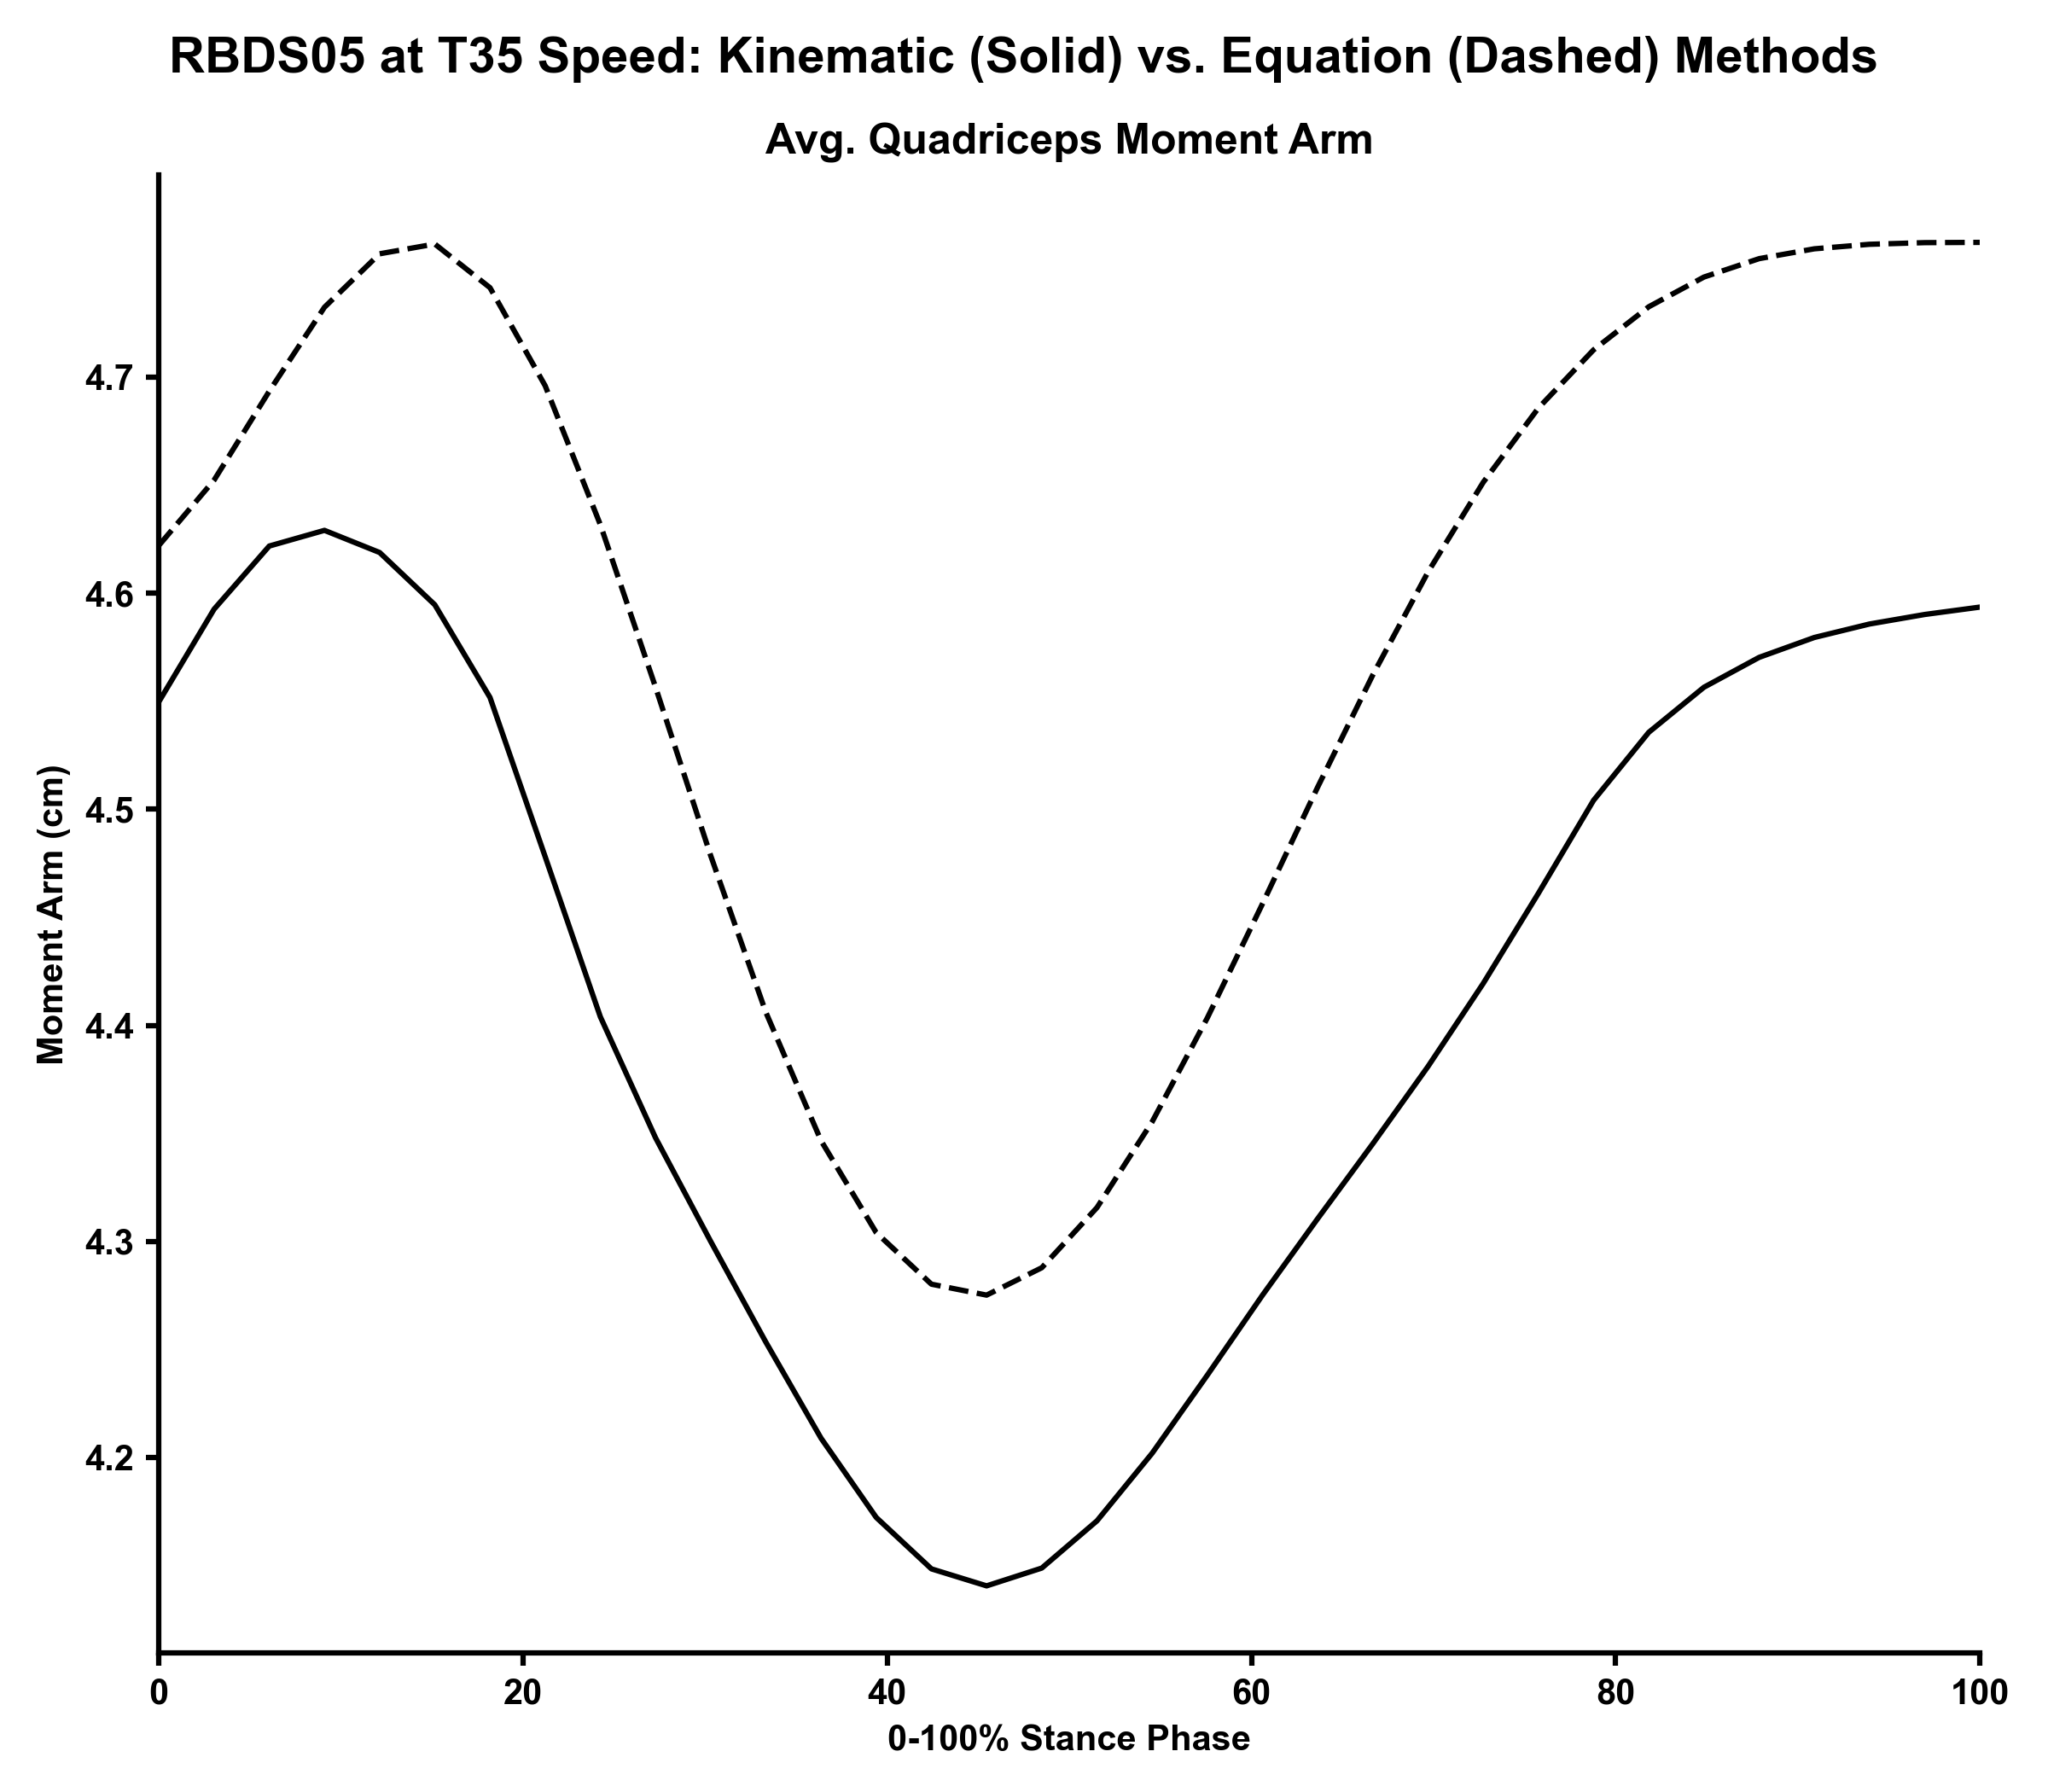 RBDS05 at T35 Speed: Kinematic (Solid) vs. Equation (Dashed) Methods
Avg. Quadriceps Moment Arm
Moment Arm (cm)
4.7
4.6
4.5
4.4
4.3
4.2
0 20 40 60 80 100
0-100% Stance Phase